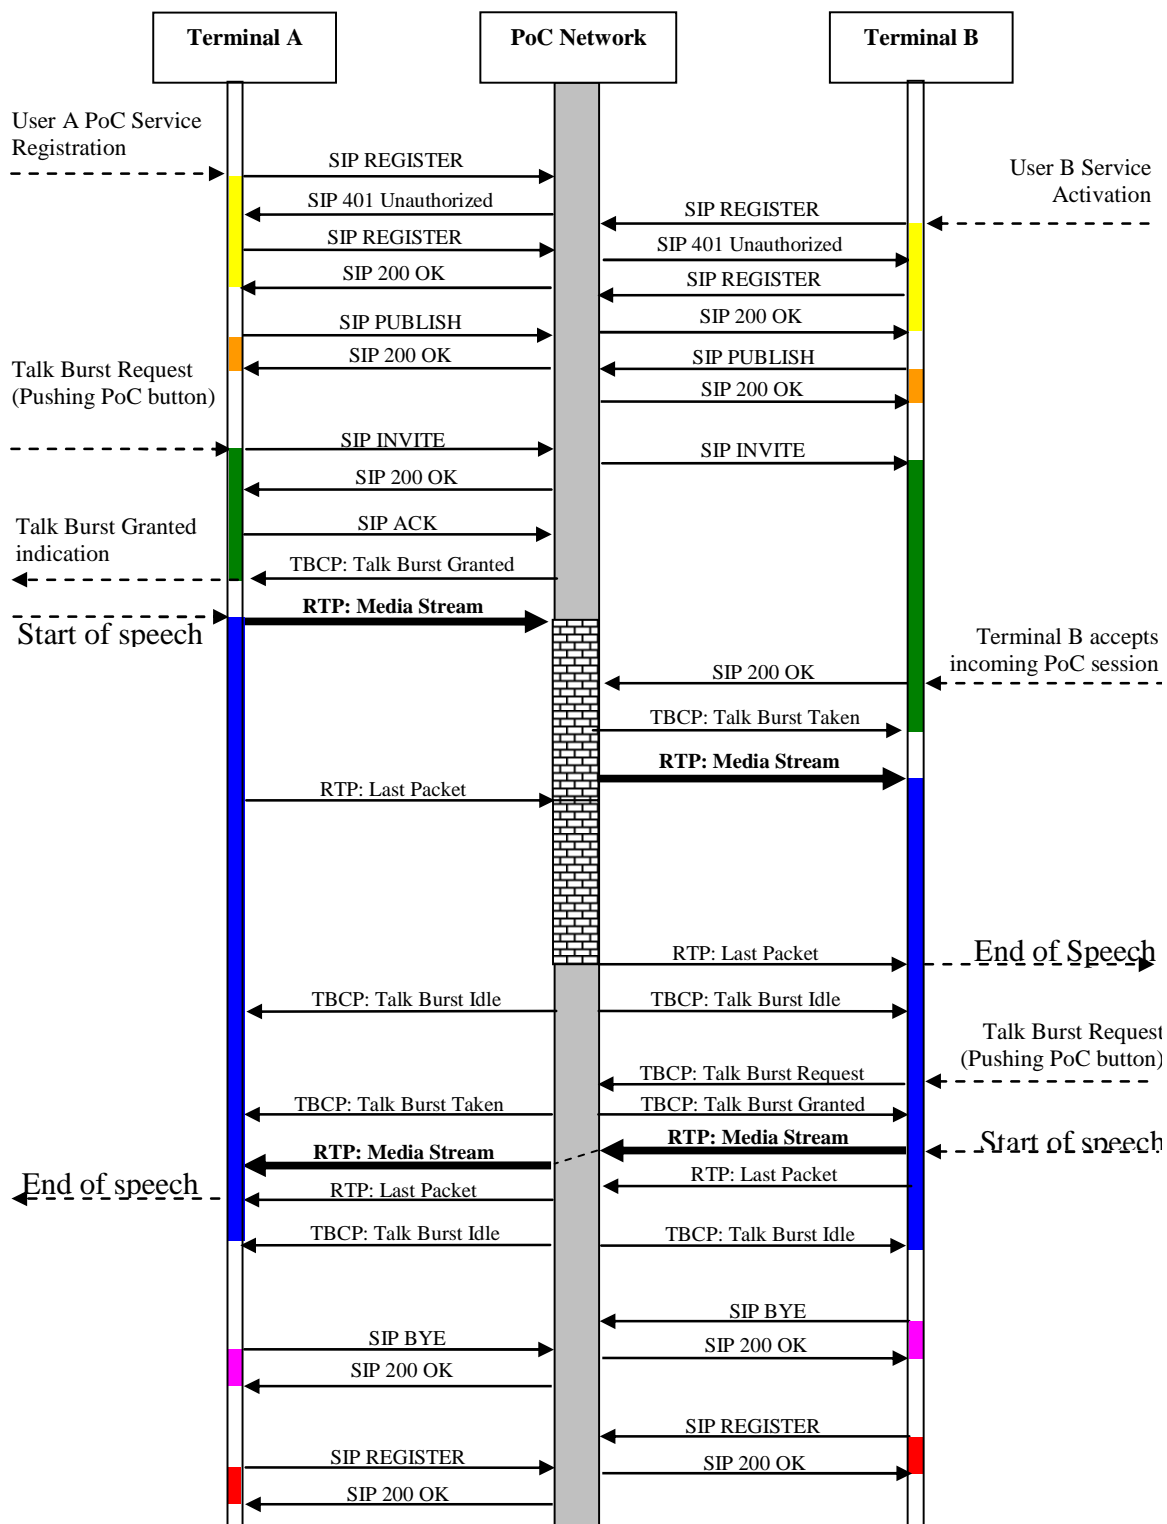 Terminal A
PoC Network
Terminal B
User A PoC Service
Registration
SIP REGISTER
User B Service
Activation
SIP 401 Unauthorized
SIP REGISTER
SIP REGISTER
SIP 401 Unauthorized
SIP 200 OK
SIP REGISTER
SIP PUBLISH
SIP 200 OK
SIP 200 OK
SIP PUBLISH
Talk Burst Request
(Pushing PoC button)
SIP 200 OK
SIP INVITE
SIP INVITE
SIP 200 OK
Talk Burst Granted
indication
SIP ACK
TBCP: Talk Burst Granted
RTP: Media Stream
Start of speech
Terminal B accepts
incoming PoC session
SIP 200 OK
TBCP: Talk Burst Taken
RTP: Media Stream
RTP: Last Packet
RTP: Last Packet
End of Speech
TBCP: Talk Burst Idle
TBCP: Talk Burst Idle
Talk Burst Request
(Pushing PoC button)
TBCP: Talk Burst Request
TBCP: Talk Burst Taken
TBCP: Talk Burst Granted
RTP: Media Stream
Start of speech
RTP: Media Stream
RTP: Last Packet
End of speech
RTP: Last Packet
TBCP: Talk Burst Idle
TBCP: Talk Burst Idle
SIP BYE
SIP BYE
SIP 200 OK
SIP 200 OK
SIP REGISTER
SIP REGISTER
SIP 200 OK
SIP 200 OK